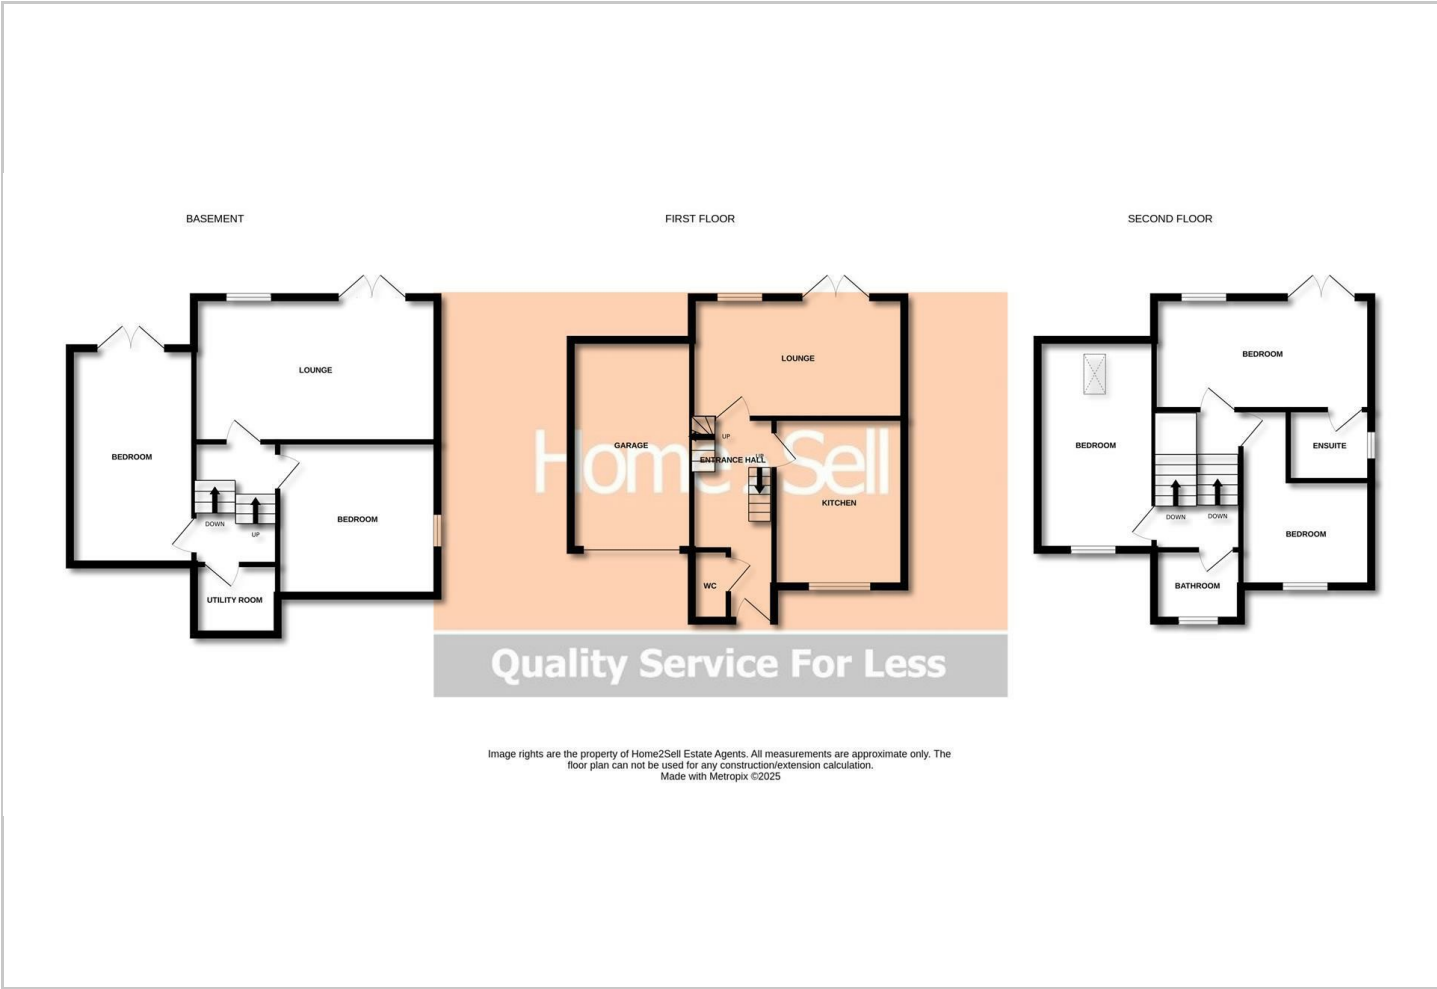 BASEMENT
FIRST FLOOR
SECOND FLOOR
LOUNGE
BEDROOM
DOWN
UP
BEDROOM
UTILITY ROOM
LOUNGE
GARAGE
UP
UP
ENTRANCE HALL
KITCHEN
WC
BEDROOM
BEDROOM
ENSUITE
DOWN
DOWN
BEDROOM
BATHROOM
Home2Sell
Quality Service For Less
Image rights are the property of Home2Sell Estate Agents. All measurements are approximate only. The
floor plan can not be used for any construction/extension calculation.
Made with Metropix ©2025